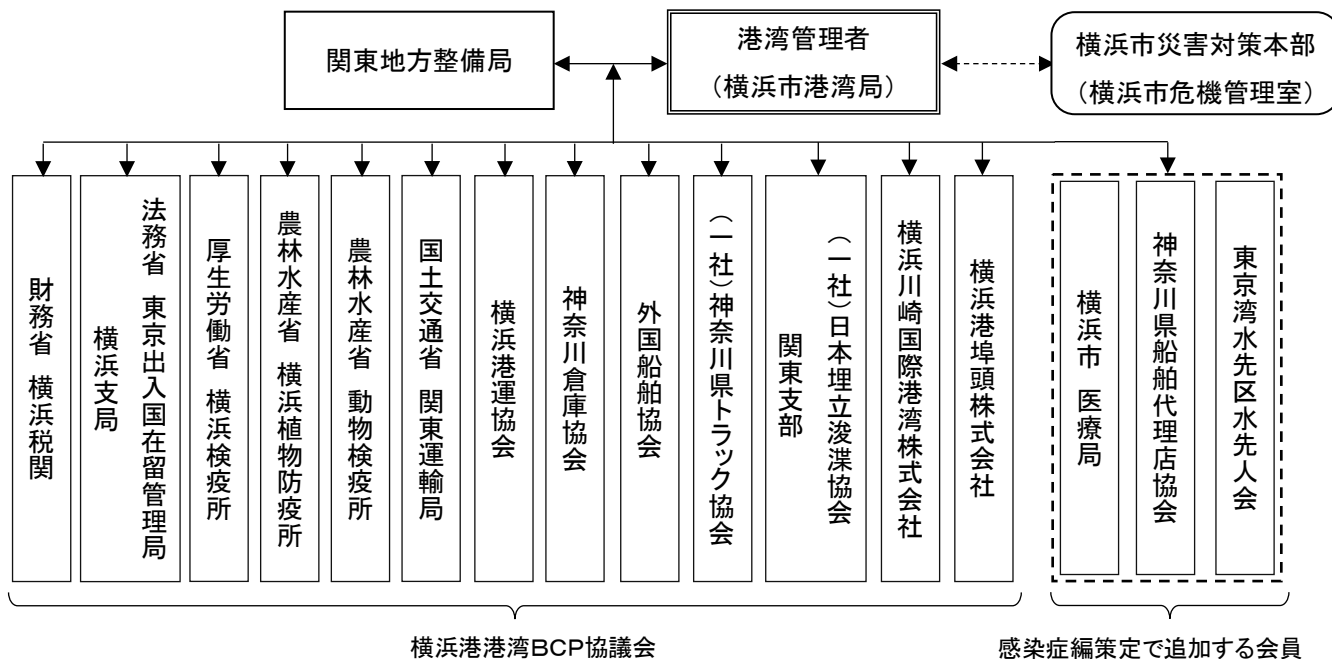 関東地方整備局
港湾管理者
（横浜市港湾局）
横浜市災害対策本部
（横浜市危機管理室）
財務省 横浜税関
法務省 東京出入国在留管理局
横浜支局
厚生労働省 横浜検疫所
農林水産省 横浜植物防疫所
農林水産省 動物検疫所
国土交通省 関東運輸局
横浜港運協会
神奈川倉庫協会
外国船舶協会
（一社）神奈川県トラック協会
（一社）日本埋立浚渫協会
関東支部
横浜川崎国際港湾株式会社
横浜港埠頭株式会社
横浜市 医療局
神奈川県船舶代理店協会
東京湾水先区水先人会
横浜港港湾BCP協議会
感染症編策定で追加する会員